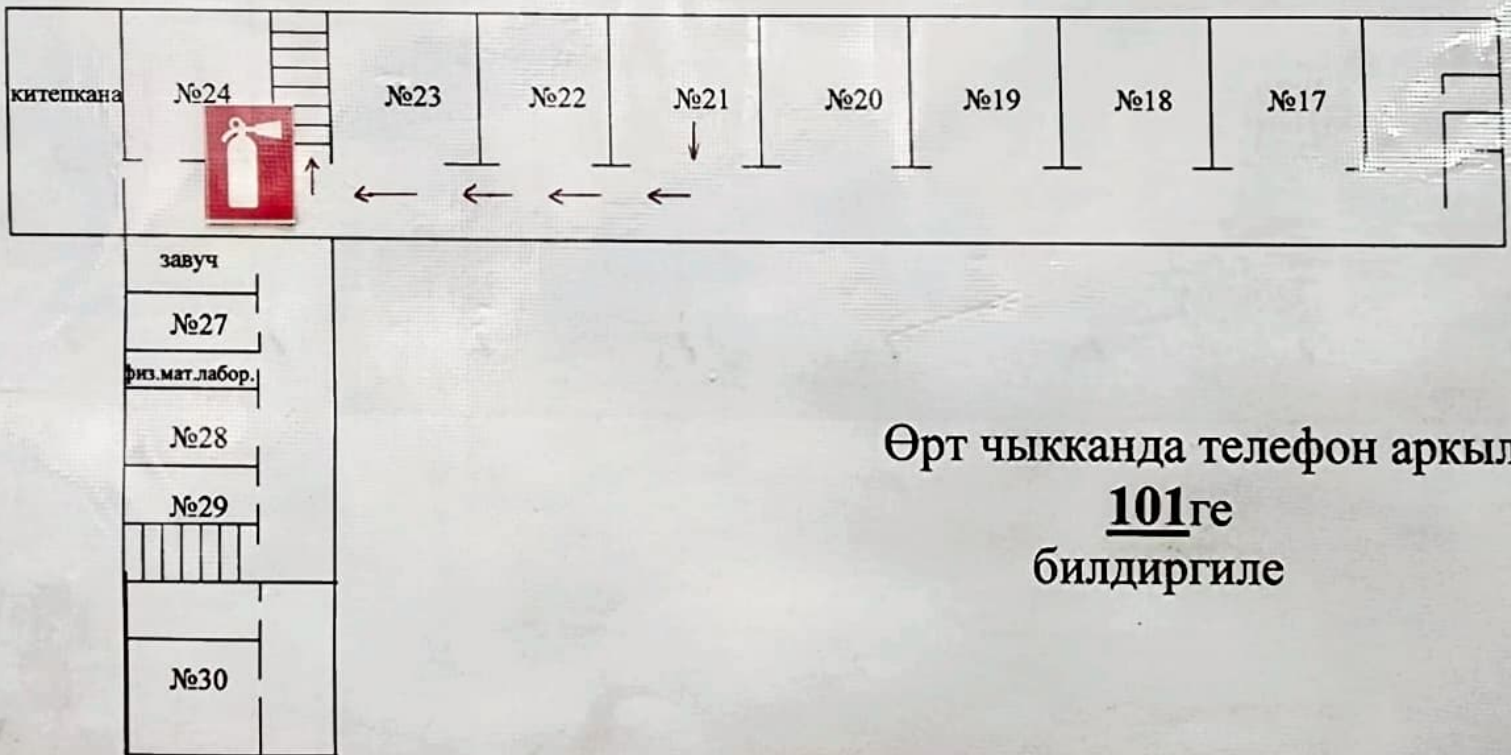 китепкана
№24
№23
№22
№21
№20
№19
№18
№17
завуч
№27
физ.мат.лабор.
№28
№29
№30
Өрт чыкканда телефон аркыл
101ге
билдиргиле